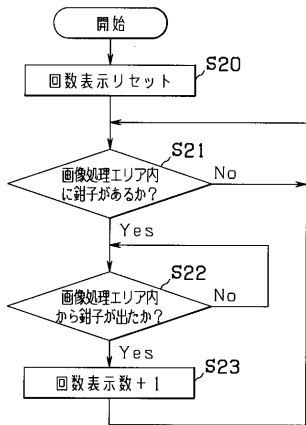 開始
S20
回数表示リセット
S21
画像処理エリア内
に鉗子があるか?
No
Yes
S22
画像処理エリア内
から鉗子が出たか?
No
Yes
S23
回数表示数+1